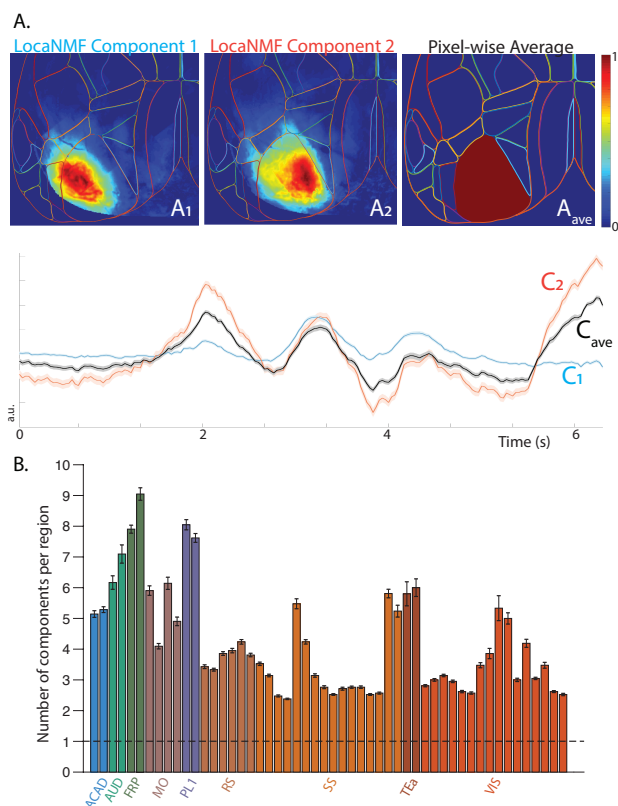 A.
LocaNMF Component 1 LocaNMF Component 2 Pixel-wise Average
1
A1 A2 Aave
0
C2
Cave
C1
a.u.
0 2 4 6
Time (s)
B.
Number of components per region
10
9
8
7
6
5
4
3
2
1
0
ACAD AUD FRP MO PL1 RS SS TEa VIS